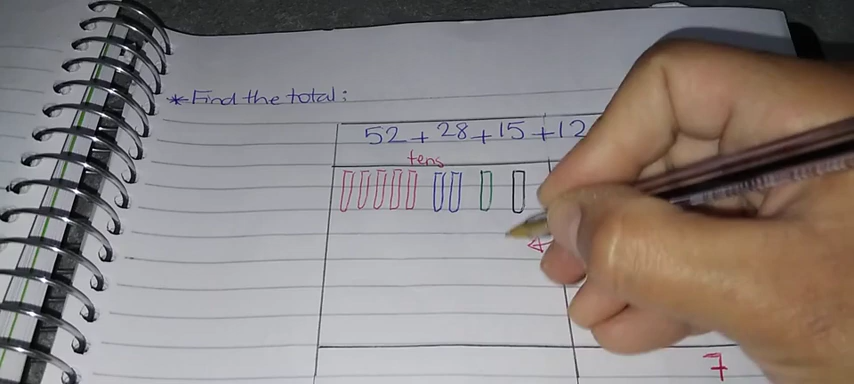 * Find the total:
52 + 28 + 15 + 12
tens
7